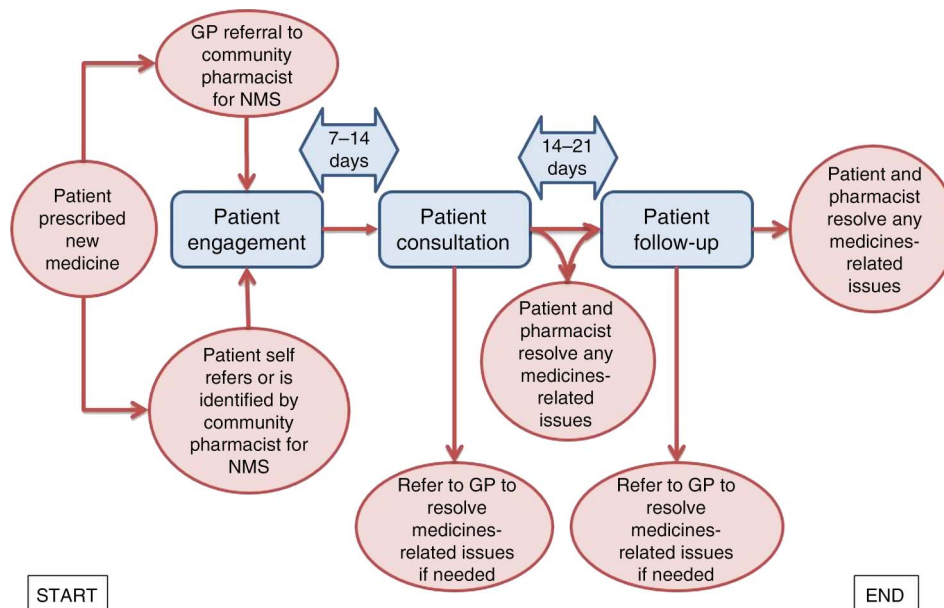 GP referral to
community
pharmacist
for NMS
7–14
days
14–21
days
Patient
prescribed
new
medicine
Patient
engagement
Patient
consultation
Patient
follow-up
Patient and
pharmacist
resolve any
medicines-
related
issues
Patient self
refers or is
identified by
community
pharmacist for
NMS
Patient and
pharmacist
resolve any
medicines-
related
issues
Refer to GP to
resolve
medicines-
related issues
if needed
Refer to GP to
resolve
medicines-
related issues
if needed
START
END